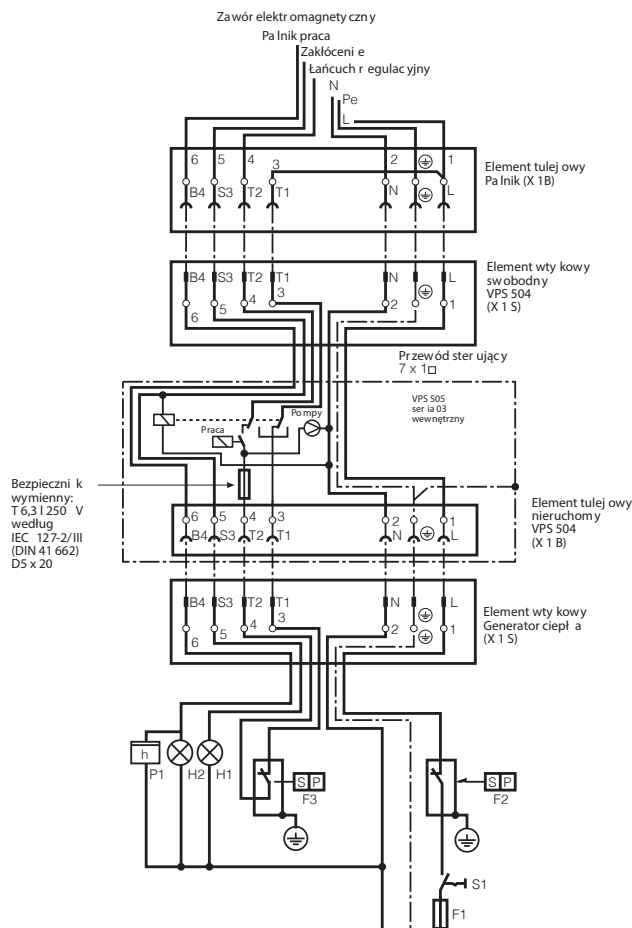 Zawór elektromagnetyczny
Palnik praca
Zakłócenie
Łańcuch regulacyjny
N
Pe
L
6 5 4 3 2 1
B4 S3 T2 T1 N L
Element tulejowy
Palnik (X 1B)
B4 S3 T2 T1 N L
6 5 4 3 2 1
Element wtykowy
swobodny
VPS 504
(X 1 S)
Przewód sterujący
7 x 1□
VPS 505
seria 03
wewnętrzny
Pompy
Praca
Bezpiecznik
wymienny:
T 6,3 I 250 V
według
IEC 127-2/III
(DIN 41 662)
D5 x 20
6 5 4 3 2 1
B4 S3 T2 T1 N L
Element tulejowy
nieruchomy
VPS 504
(X 1 B)
B4 S3 T2 T1 N L
6 5 4 3 2 1
Element wtykowy
Generator ciepła
(X 1 S)
h
P1 H2 H1
S P
F3
S P
F2
S1
F1